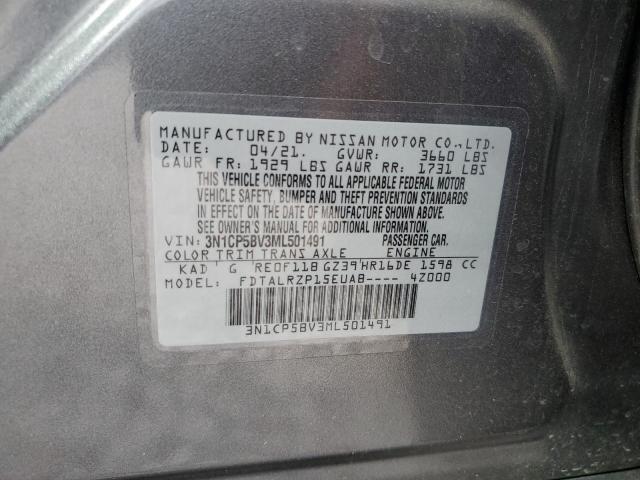 MANUFACTURED BY NISSAN MOTOR CO.,LTD.
DATE: 04/21. GVWR: 3660 LBS
GAWR FR: 1929 LBS GAWR RR: 1731 LBS
THIS VEHICLE CONFORMS TO ALL APPLICABLE FEDERAL MOTOR
VEHICLE SAFETY, BUMPER AND THEFT PREVENTION STANDARDS
IN EFFECT ON THE DATE OF MANUFACTURE SHOWN ABOVE.
SEE OWNER'S MANUAL FOR ADDITIONAL INFORMATION.
VIN: 3N1CP5BV3ML501491 PASSENGER CAR.
COLOR TRIM TRANS AXLE ENGINE
KAD G RE0F11B GZ39 HR16DE 1598 CC
MODEL: FDTALRZP15EUAB---- 4Z000
3N1CP5BV3ML501491